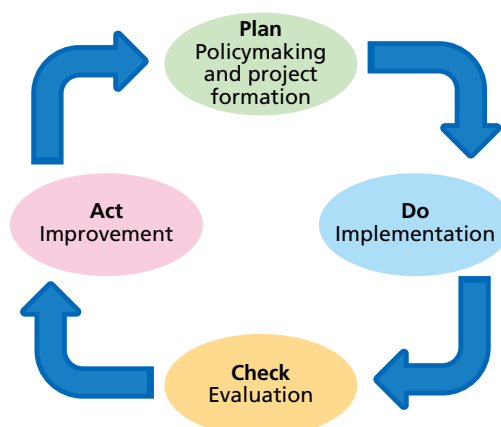 Plan
Policymaking
and project
formation
Do
Implementation
Check
Evaluation
Act
Improvement